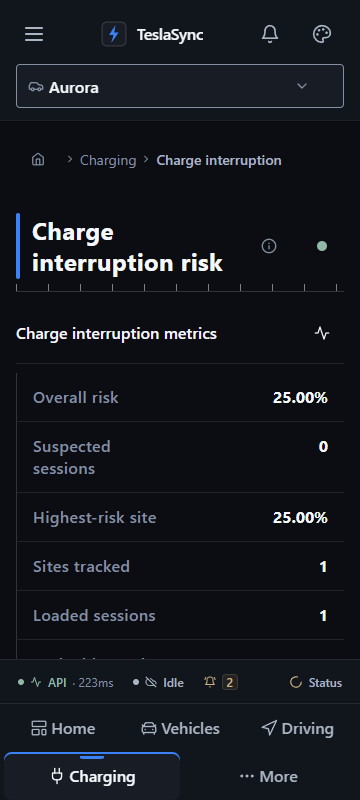 TeslaSync
Aurora
Charging
Charge interruption
Charge
interruption risk
Charge interruption metrics
Overall risk 25.00%
Suspected
sessions 0
Highest-risk site 25.00%
Sites tracked 1
Loaded sessions 1
API · 223ms Idle 2 Status
Home Vehicles Driving
Charging More